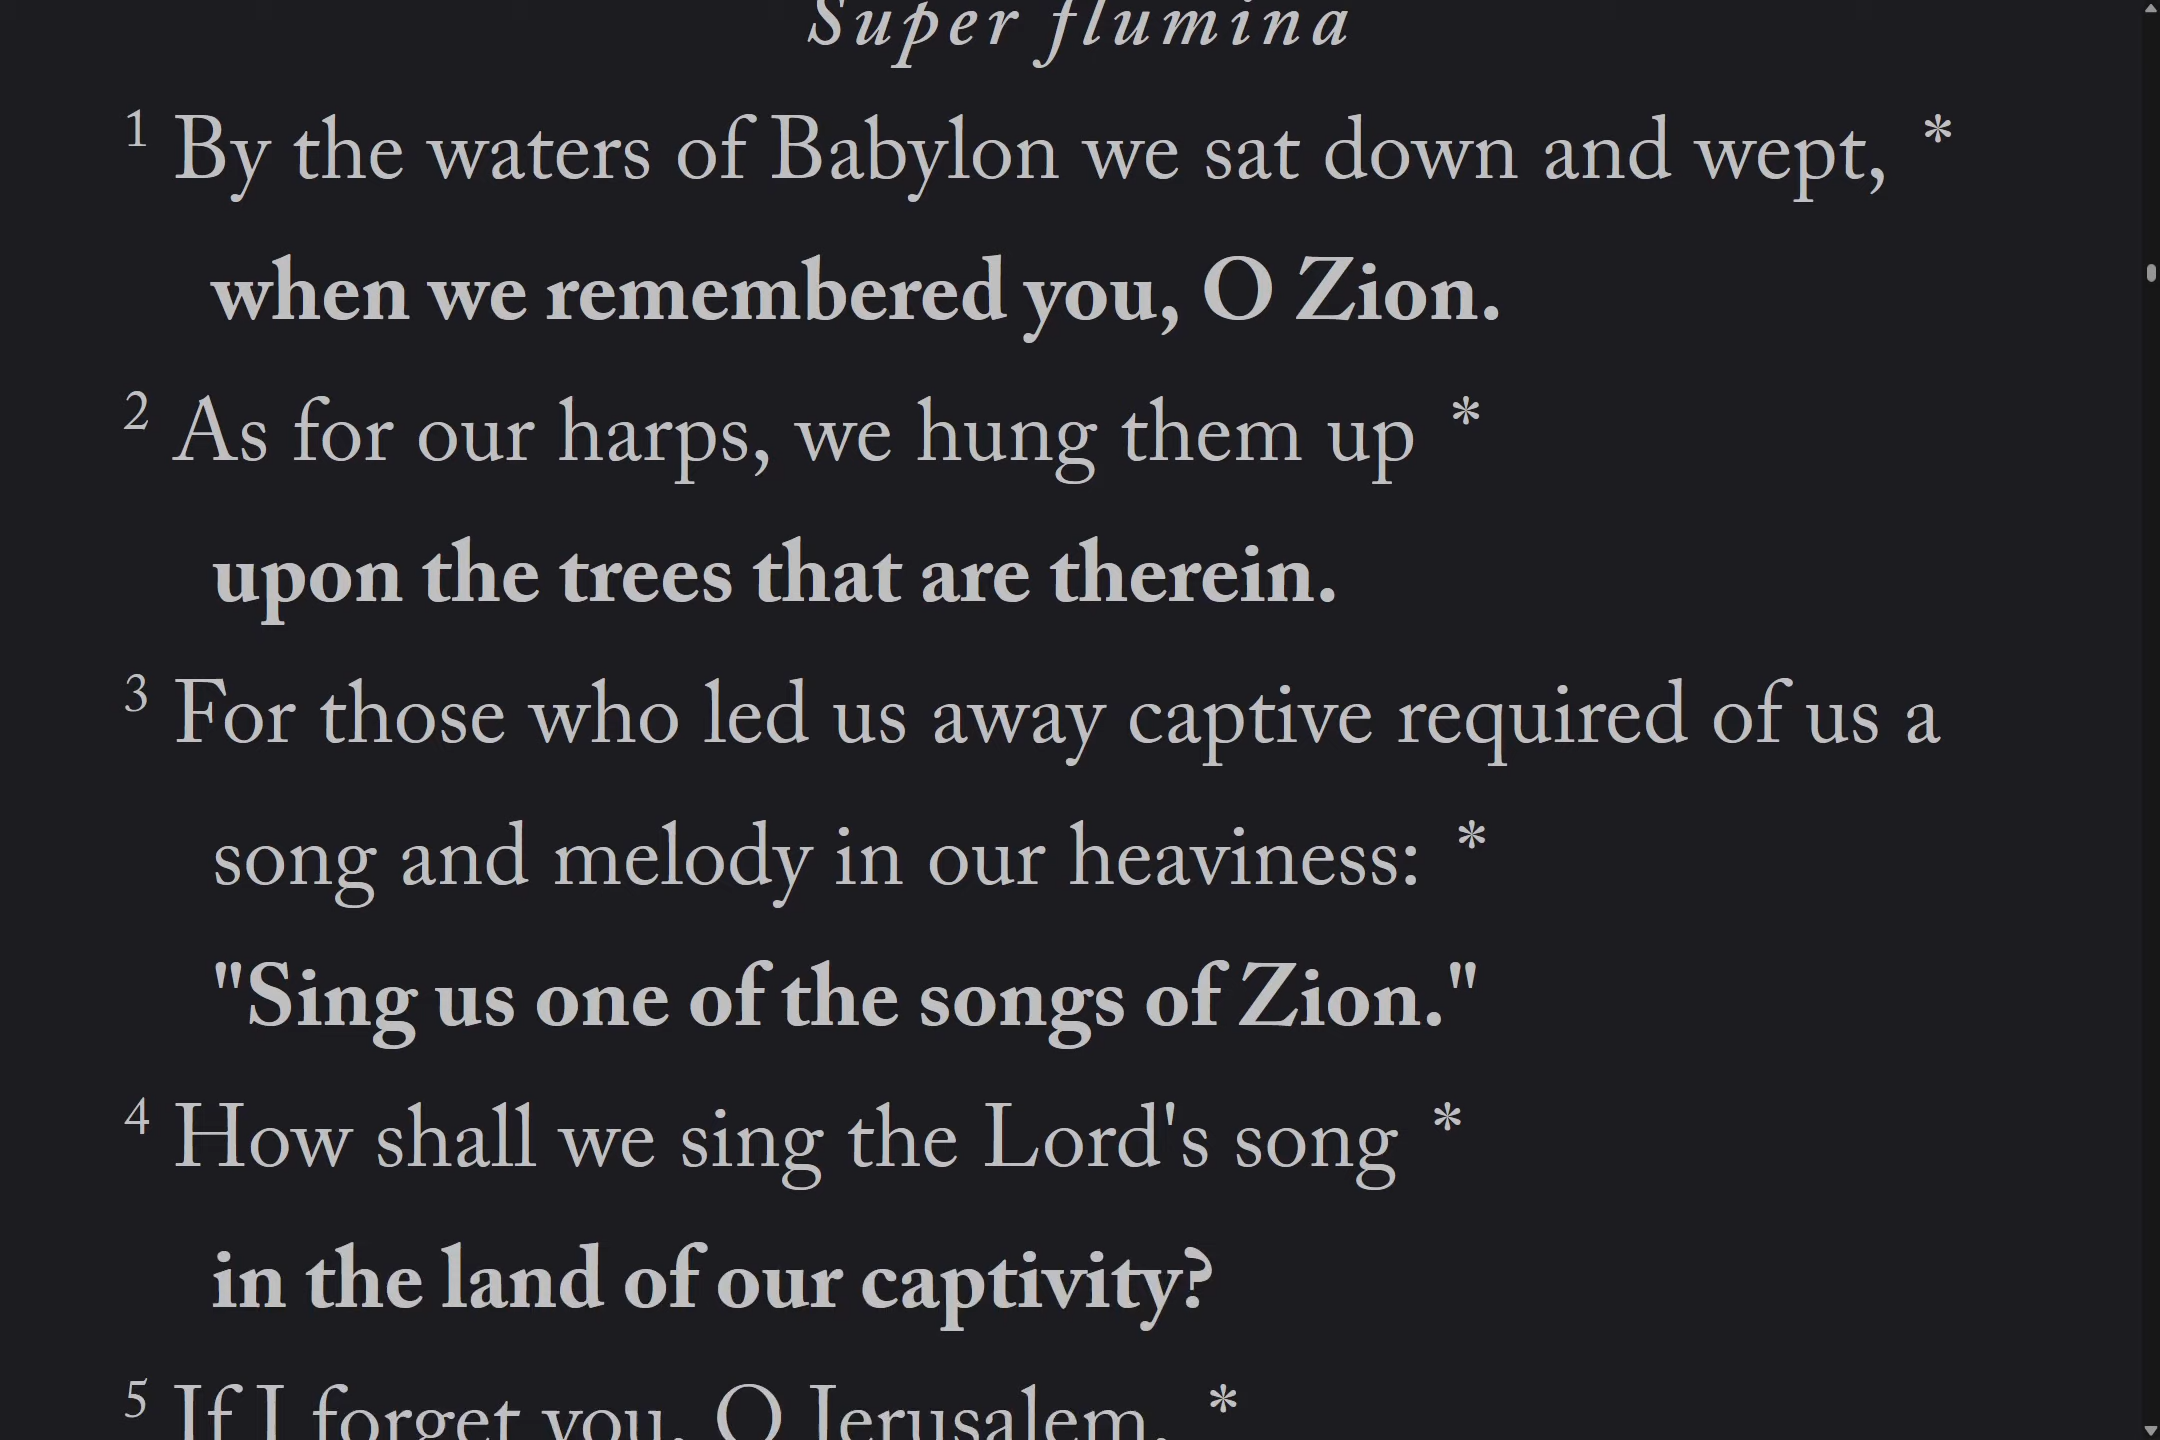 Super flumina
1 By the waters of Babylon we sat down and wept, *
when we remembered you, O Zion.
2 As for our harps, we hung them up *
upon the trees that are therein.
3 For those who led us away captive required of us a
song and melody in our heaviness: *
"Sing us one of the songs of Zion."
4 How shall we sing the Lord's song *
in the land of our captivity?
5 If I forget you, O Jerusalem, *